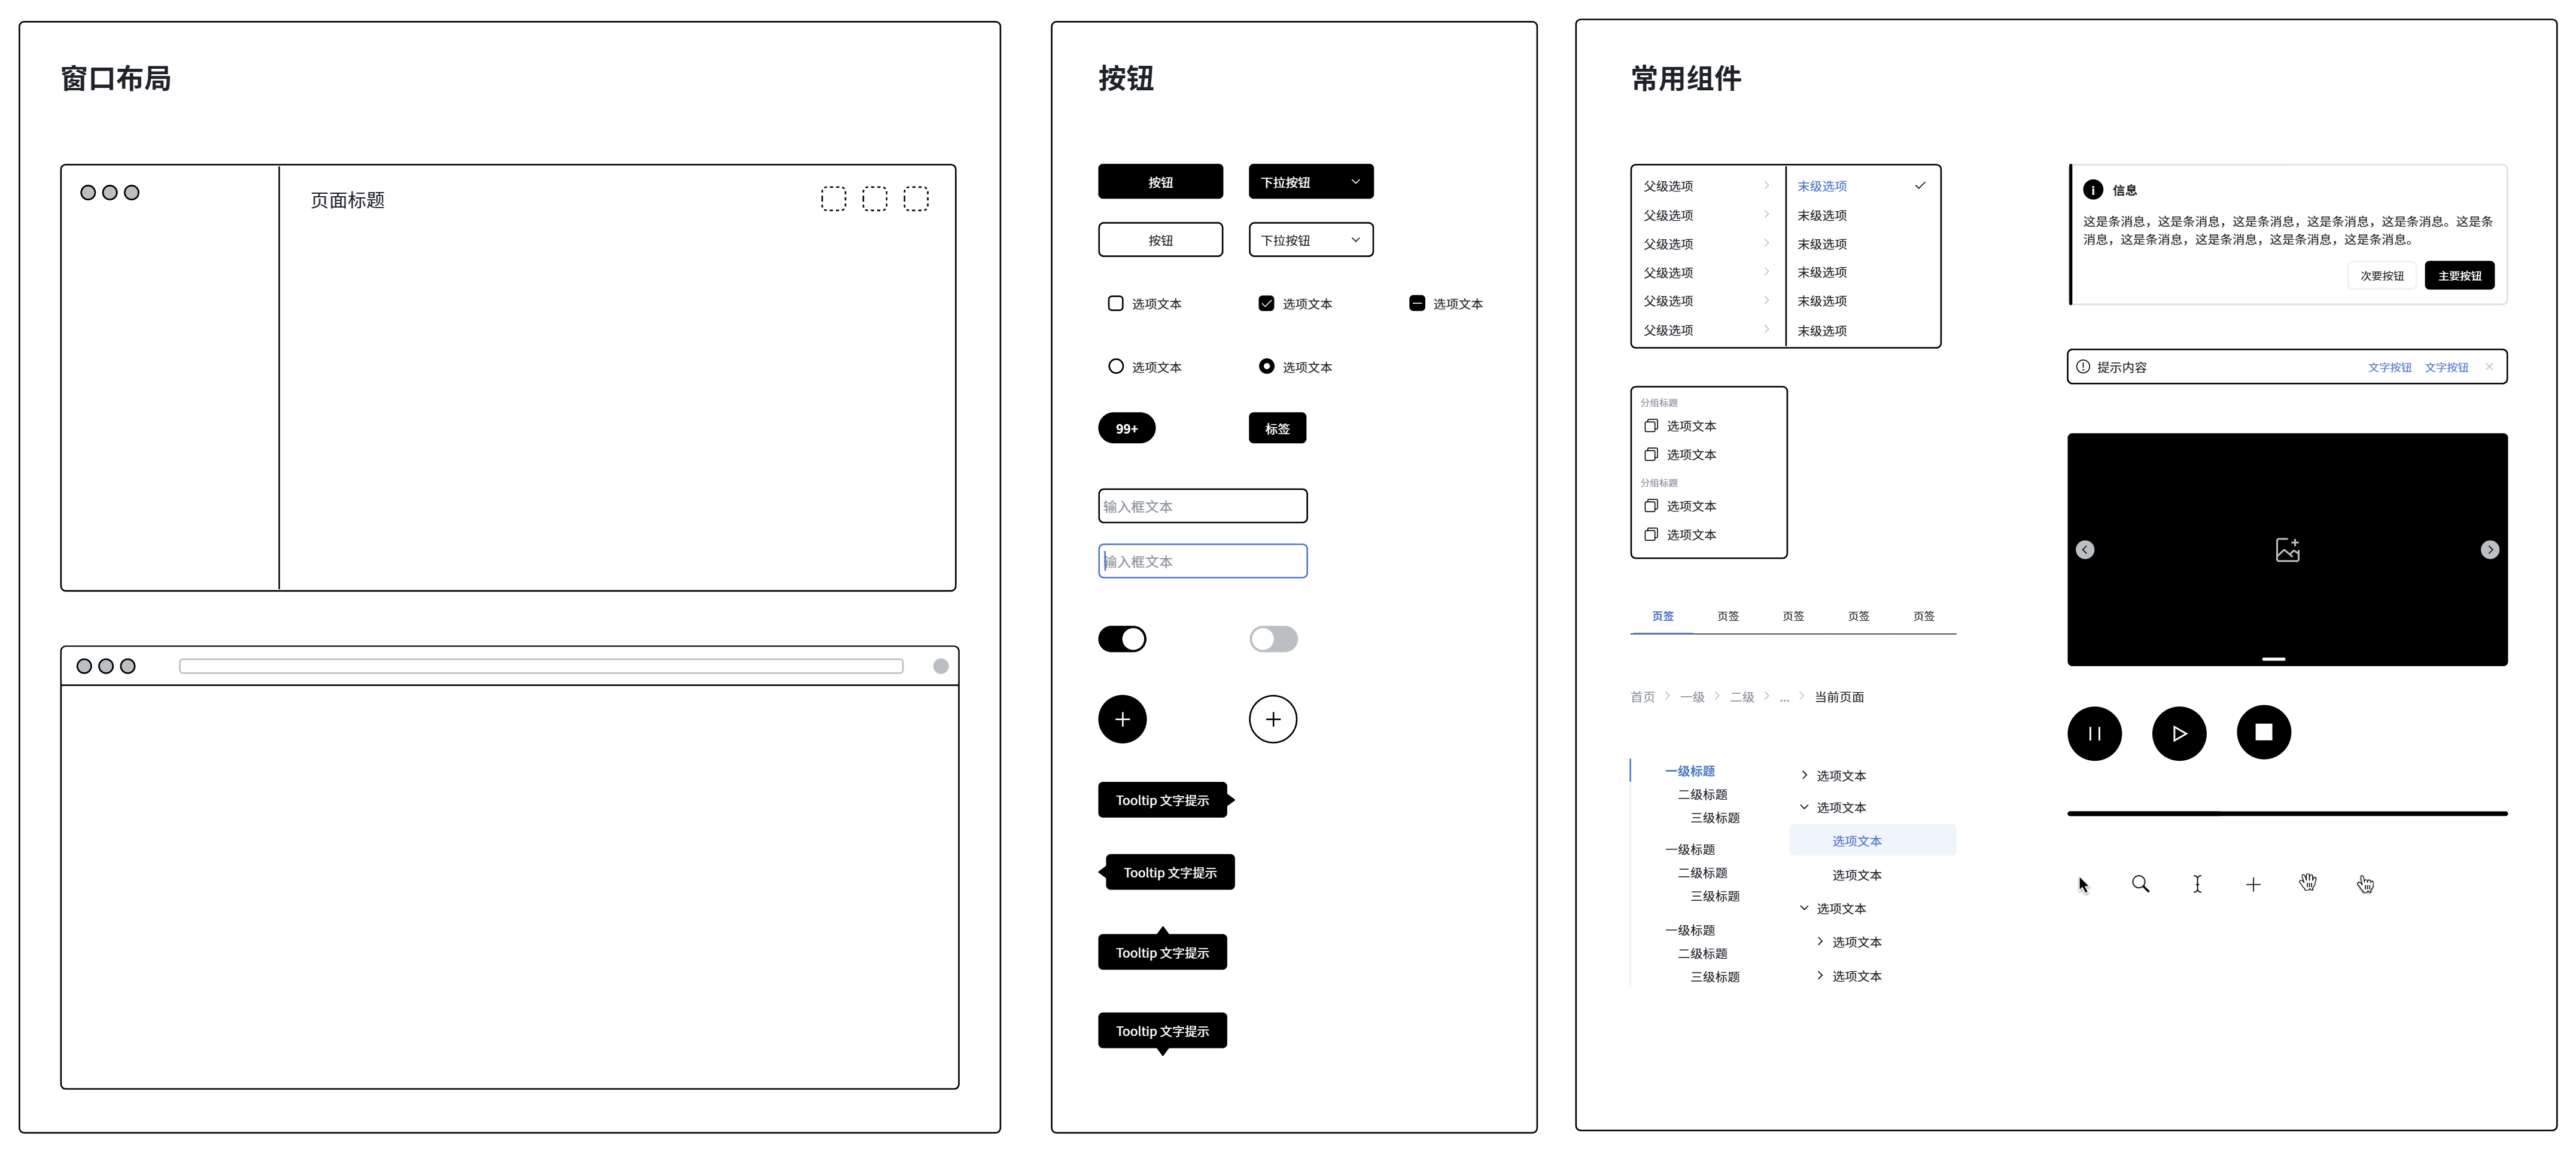 窗口布局
页面标题
按钮
按钮
下拉按钮
按钮
下拉按钮
选项文本
选项文本
选项文本
选项文本
选项文本
99+
标签
输入框文本
输入框文本
Tooltip 文字提示
Tooltip 文字提示
Tooltip 文字提示
Tooltip 文字提示
常用组件
父级选项
父级选项
父级选项
父级选项
父级选项
父级选项
末级选项
末级选项
末级选项
末级选项
末级选项
末级选项
分组标题
选项文本
选项文本
分组标题
选项文本
选项文本
页签 页签 页签 页签 页签
首页 一级 二级 ... 当前页面
一级标题
二级标题
三级标题
一级标题
二级标题
三级标题
一级标题
二级标题
三级标题
选项文本
选项文本
选项文本
选项文本
选项文本
选项文本
选项文本
信息
这是条消息，这是条消息，这是条消息，这是条消息，这是条消息。这是条
消息，这是条消息，这是条消息，这是条消息，这是条消息。
次要按钮
主要按钮
提示内容
文字按钮 文字按钮